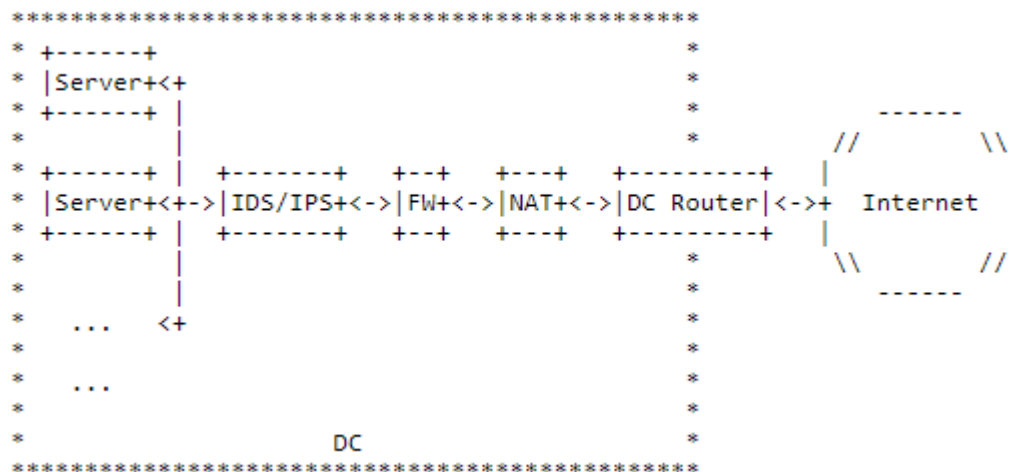 ************************************************
* +------+                                     *
* |Server+<+                                   *
* +------+ |                                   *            ------
*          |                                   *         //        \\
* +------+ |  +-------+   +--+   +---+   +---------+   |
* |Server+<+->|IDS/IPS+<->|FW+<->|NAT+<->|DC Router|<->+  Internet
* +------+ |  +-------+   +--+   +---+   +---------+   |
*          |                                   *         \\        //
*          |                                   *            ------
*   ...   <+                                   *
*                                              *
*   ...                                        *
*                                              *
*                     DC                       *
************************************************